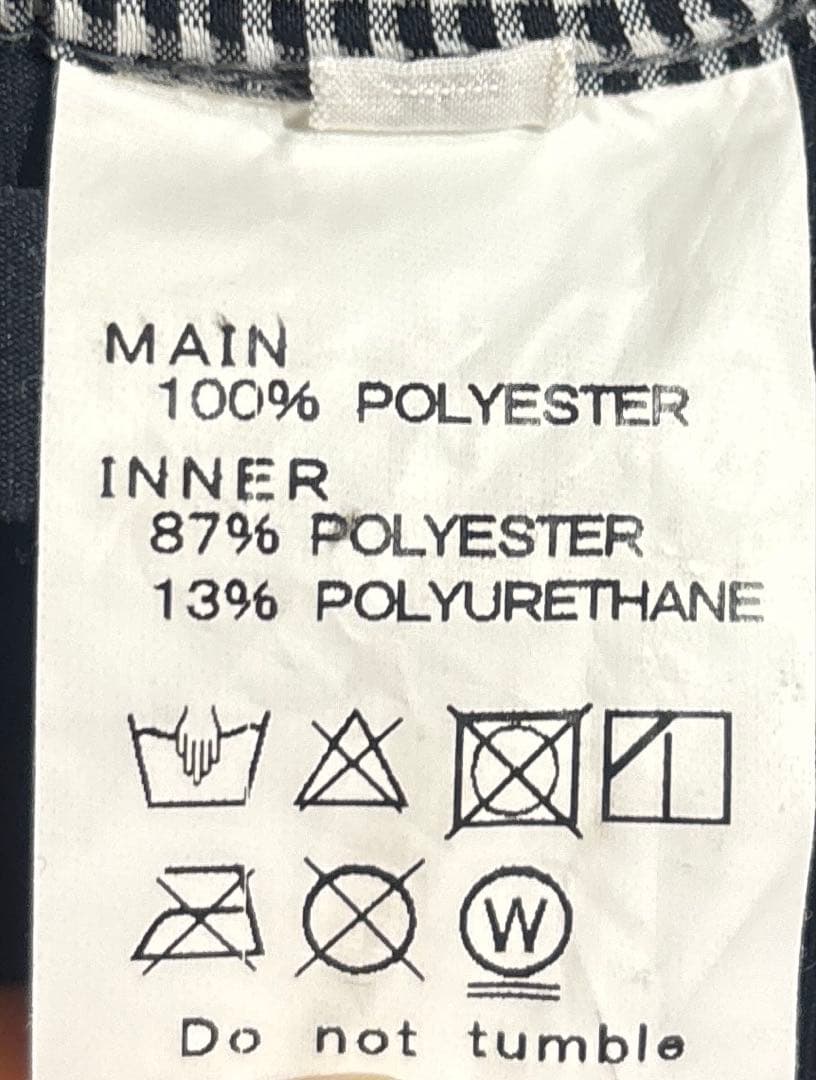 MAIN
100% POLYESTER
INNER
87% POLYESTER
13% POLYURETHANE
W
Do not tumble